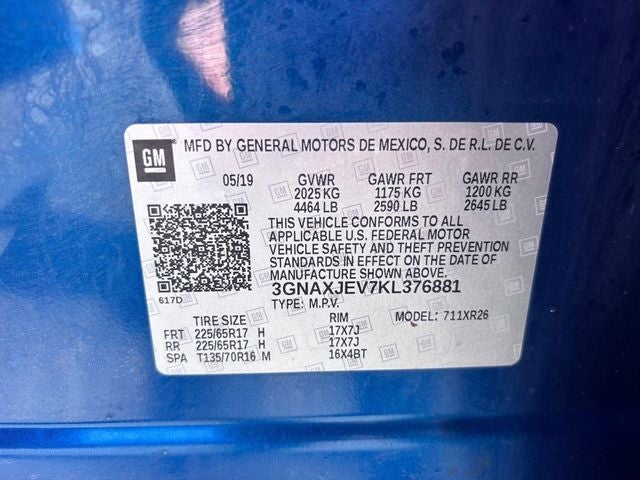 GM MFD BY GENERAL MOTORS DE MEXICO, S. DE R.L. DE C.V.
05/19 GVWR GAWR FRT GAWR RR
2025 KG 1175 KG 1200 KG
4464 LB 2590 LB 2645 LB
THIS VEHICLE CONFORMS TO ALL
APPLICABLE U.S. FEDERAL MOTOR
VEHICLE SAFETY AND THEFT PREVENTION
STANDARDS IN EFFECT ON THE DATE OF
MANUFACTURE SHOWN ABOVE.
617D 3GNAXJEV7KL376881
TYPE: M.P.V.
TIRE SIZE RIM MODEL: 711XR26
FRT 225/65R17 H 17X7J
RR 225/65R17 H 17X7J
SPA T135/70R16 M 16X4BT